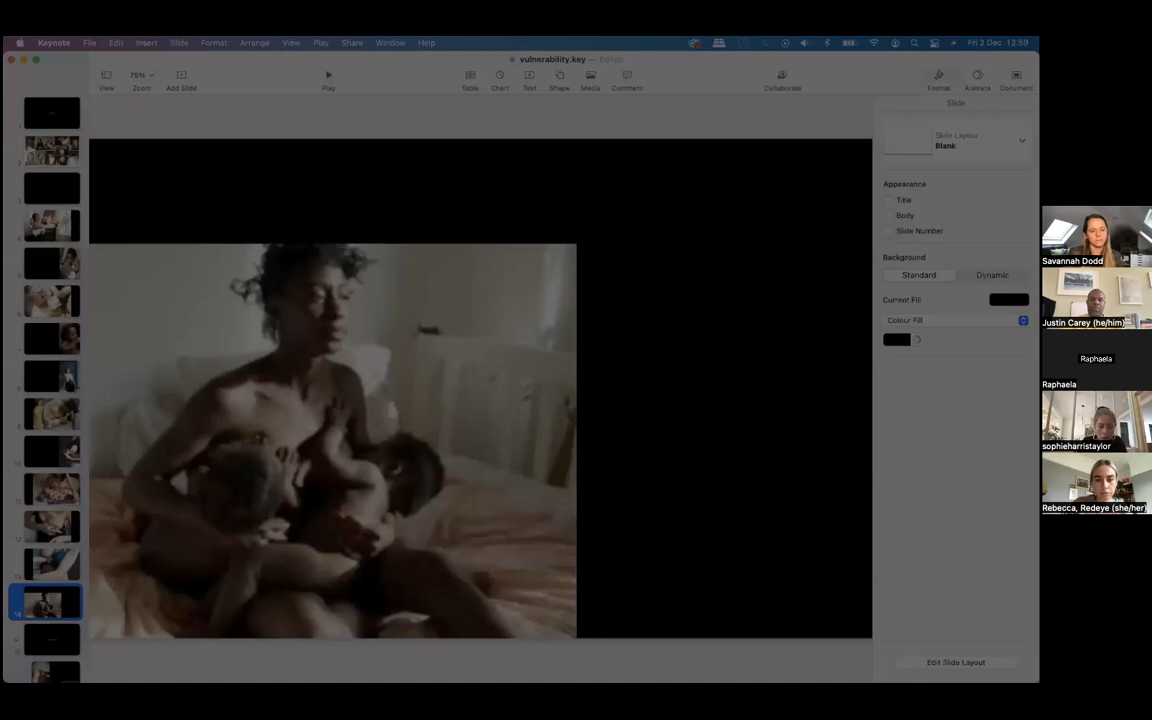 Keynote File Edit Insert Slide Format Arrange View Play Share Window Help Fri 2 Dec 12:59
vulnerability.key — Edited
75%
View Zoom Add Slide Play Table Chart Text Shape Media Comment Collaborate Format Animate Document
Slide
Slide Layout
Blank
Appearance
Title
Body
Slide Number
Background
Standard Dynamic
Current Fill
Colour Fill
Edit Slide Layout
Savannah Dodd
Justin Carey (he/him)
Raphaela
Raphaela
sophieharristaylor
Rebecca, Redeye (she/her)